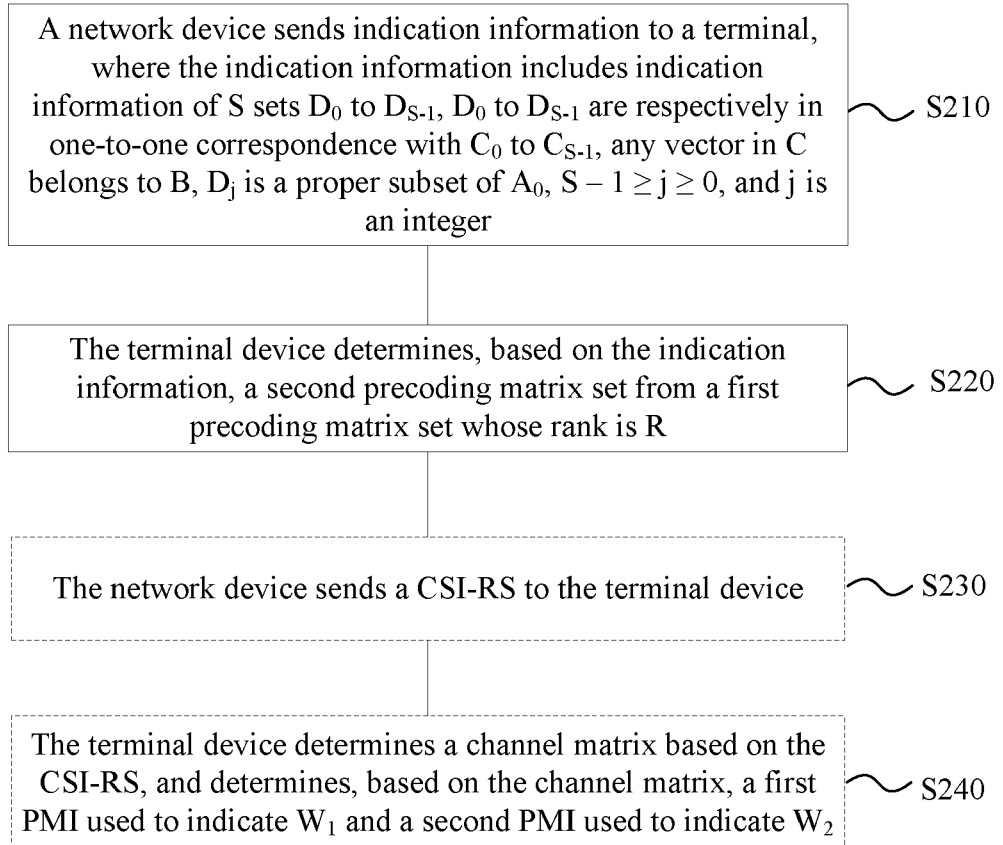 A network device sends indication information to a terminal,
where the indication information includes indication
information of S sets D₀ to D_S-1, D₀ to D_S-1 are respectively in
one-to-one correspondence with C₀ to C_S-1, any vector in C
belongs to B, D_j is a proper subset of A₀, S – 1 ≥ j ≥ 0, and j is
an integer
S210
The terminal device determines, based on the indication
information, a second precoding matrix set from a first
precoding matrix set whose rank is R
S220
The network device sends a CSI-RS to the terminal device
S230
The terminal device determines a channel matrix based on the
CSI-RS, and determines, based on the channel matrix, a first
PMI used to indicate W₁ and a second PMI used to indicate W₂
S240